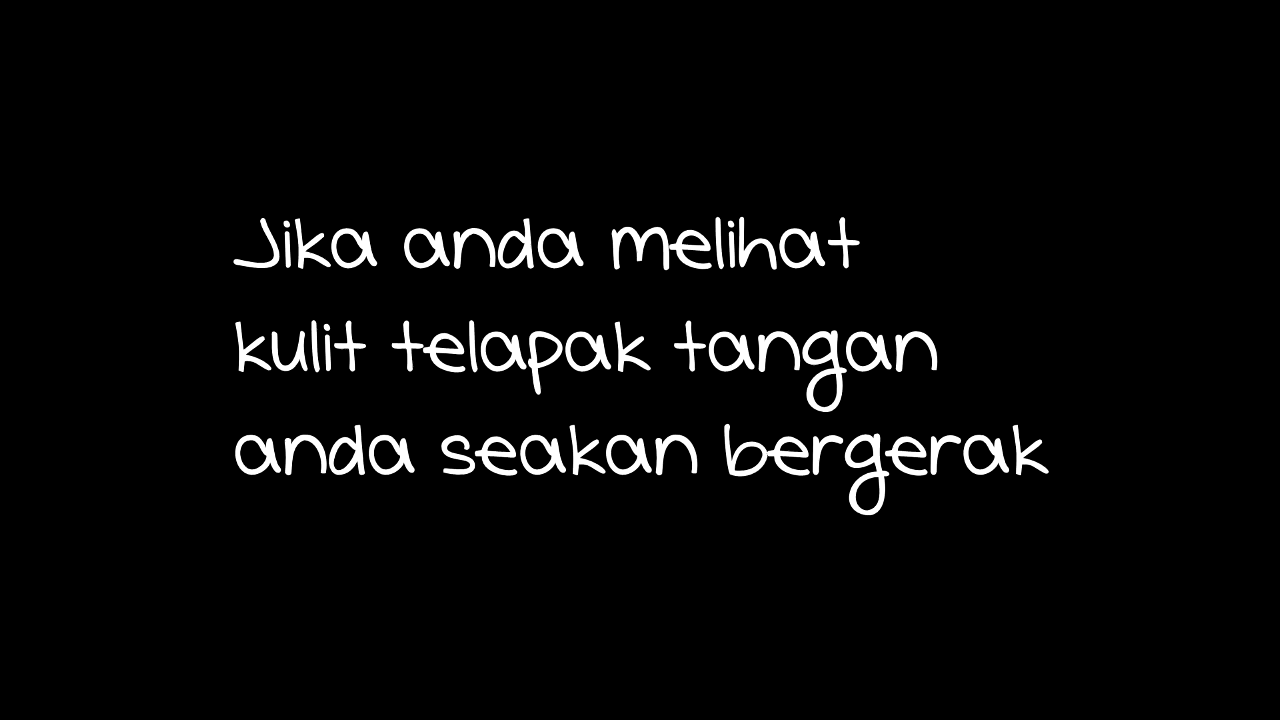 Jika anda melihat
kulit telapak tangan
anda seakan bergerak